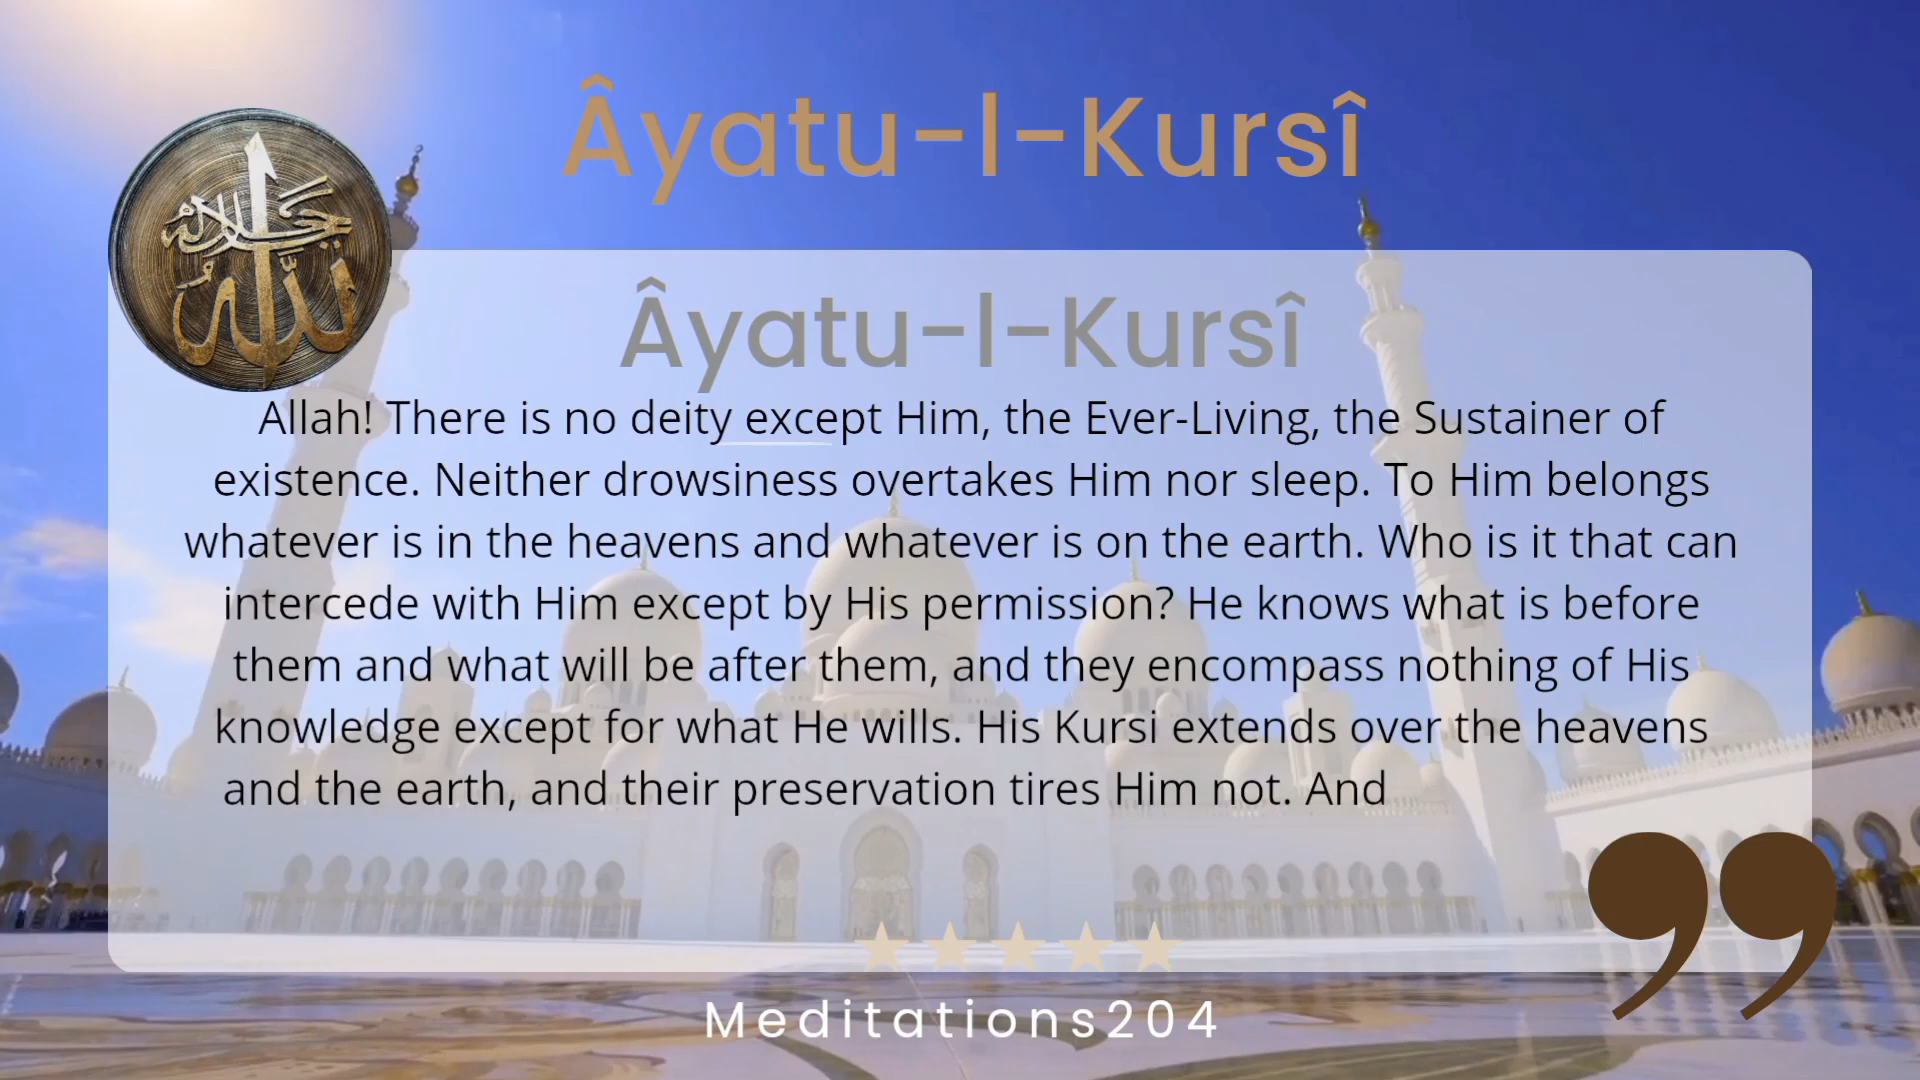 Âyatu-l-Kursî
جل جلاله
الله
Âyatu-l-Kursî
Allah! There is no deity except Him, the Ever-Living, the Sustainer of
existence. Neither drowsiness overtakes Him nor sleep. To Him belongs
whatever is in the heavens and whatever is on the earth. Who is it that can
intercede with Him except by His permission? He knows what is before
them and what will be after them, and they encompass nothing of His
knowledge except for what He wills. His Kursi extends over the heavens
and the earth, and their preservation tires Him not. And
Meditations204